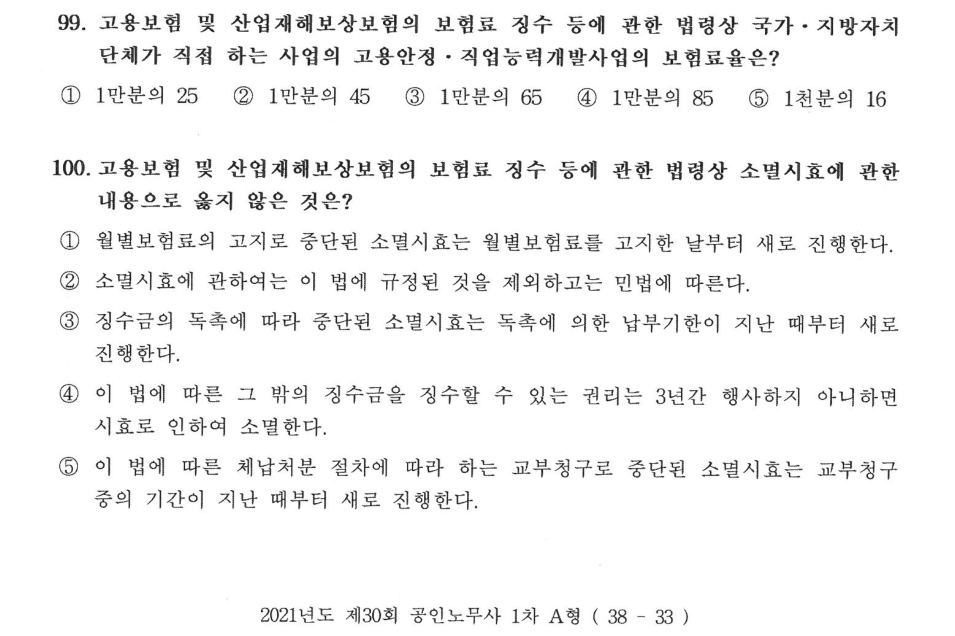 99. 고용보험 및 산업재해보상보험의 보험료 징수 등에 관한 법령상 국가·지방자치
단체가 직접 하는 사업의 고용안정·직업능력개발사업의 보험료율은?
① 1만분의 25 ② 1만분의 45 ③ 1만분의 65 ④ 1만분의 85 ⑤ 1천분의 16
100. 고용보험 및 산업재해보상보험의 보험료 징수 등에 관한 법령상 소멸시효에 관한
내용으로 옳지 않은 것은?
① 월별보험료의 고지로 중단된 소멸시효는 월별보험료를 고지한 날부터 새로 진행한다.
② 소멸시효에 관하여는 이 법에 규정된 것을 제외하고는 민법에 따른다.
③ 징수금의 독촉에 따라 중단된 소멸시효는 독촉에 의한 납부기한이 지난 때부터 새로
진행한다.
④ 이 법에 따른 그 밖의 징수금을 징수할 수 있는 권리는 3년간 행사하지 아니하면
시효로 인하여 소멸한다.
⑤ 이 법에 따른 체납처분 절차에 따라 하는 교부청구로 중단된 소멸시효는 교부청구
중의 기간이 지난 때부터 새로 진행한다.
2021년도 제30회 공인노무사 1차 A형 ( 38 - 33 )